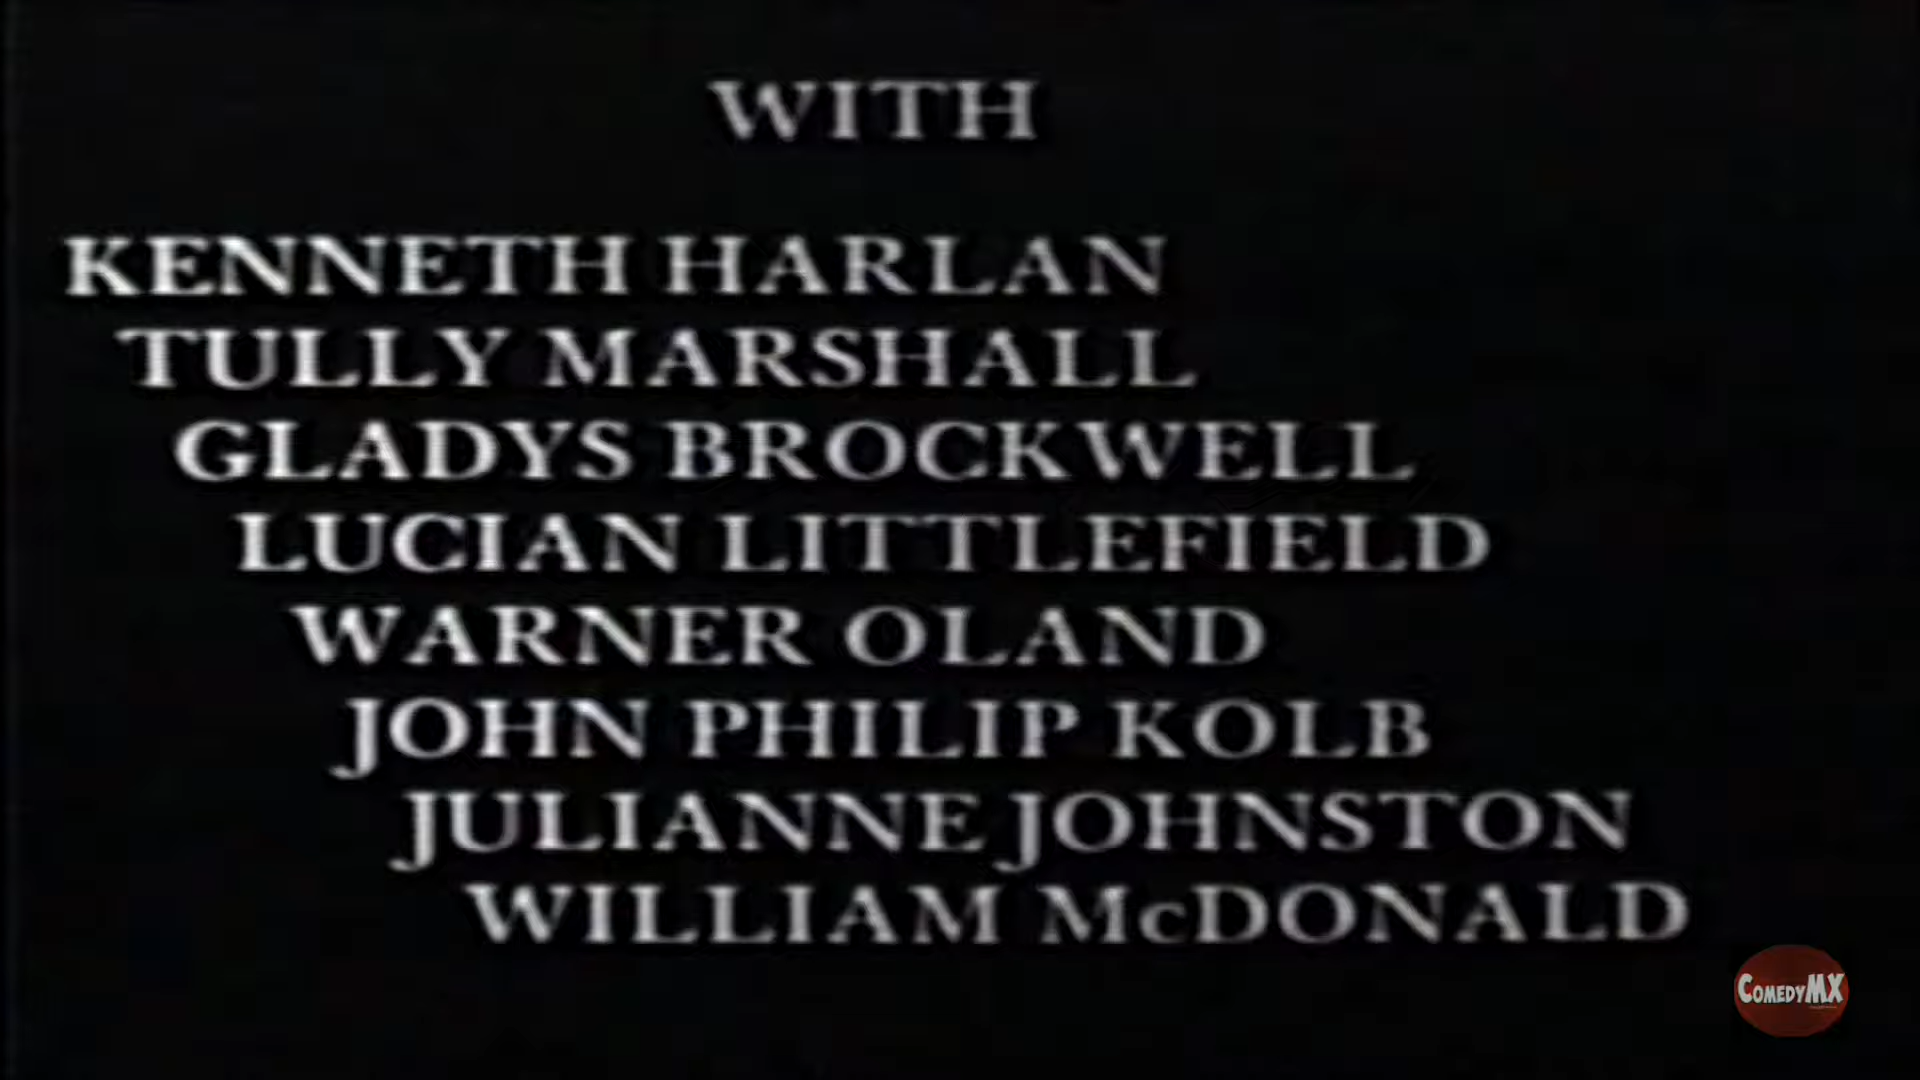 WITH
KENNETH HARLAN
TULLY MARSHALL
GLADYS BROCKWELL
LUCIAN LITTLEFIELD
WARNER OLAND
JOHN PHILIP KOLB
JULIANNE JOHNSTON
WILLIAM McDONALD
COMEDYMX